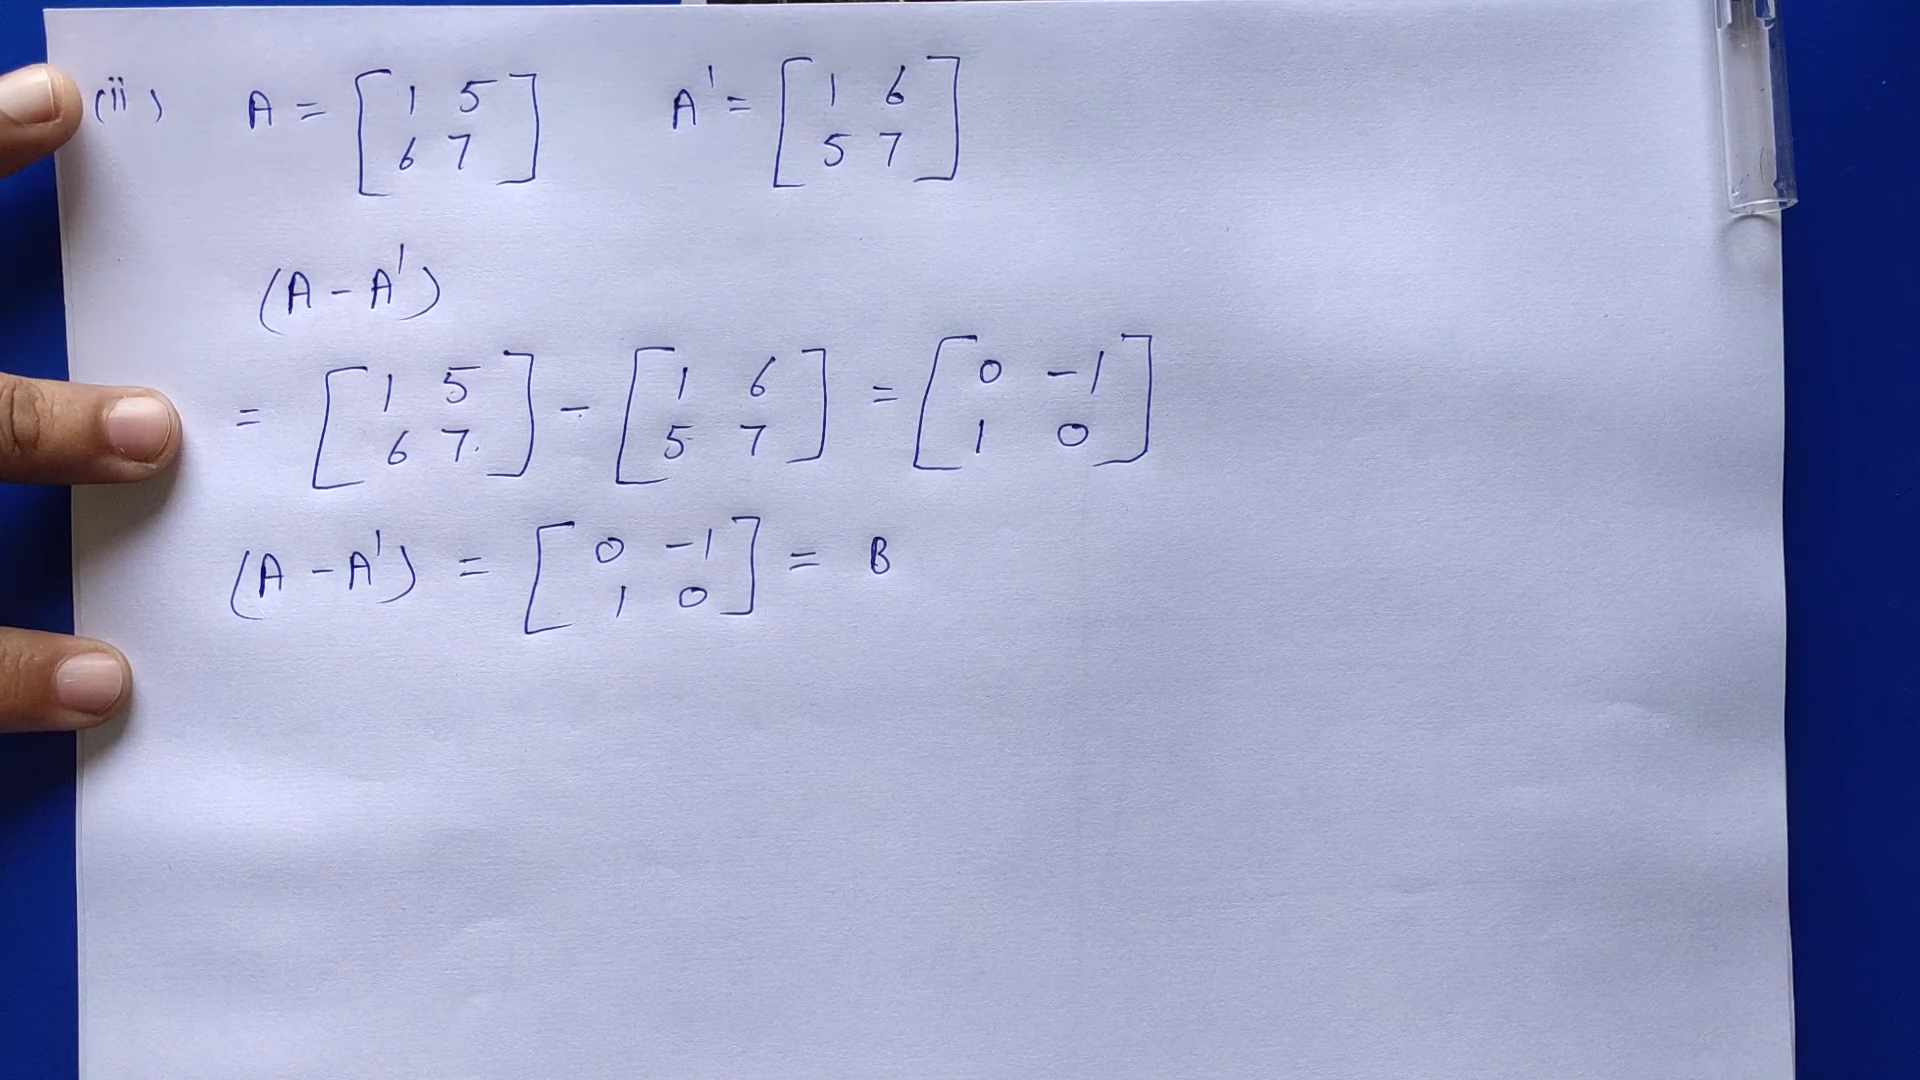 (ii) A = [1 5 6 7] A' = [1 6 5 7]
(A - A')
= [1 5 6 7] - [1 6 5 7] = [0 -1 1 0]
(A - A') = [0 -1 1 0] = B